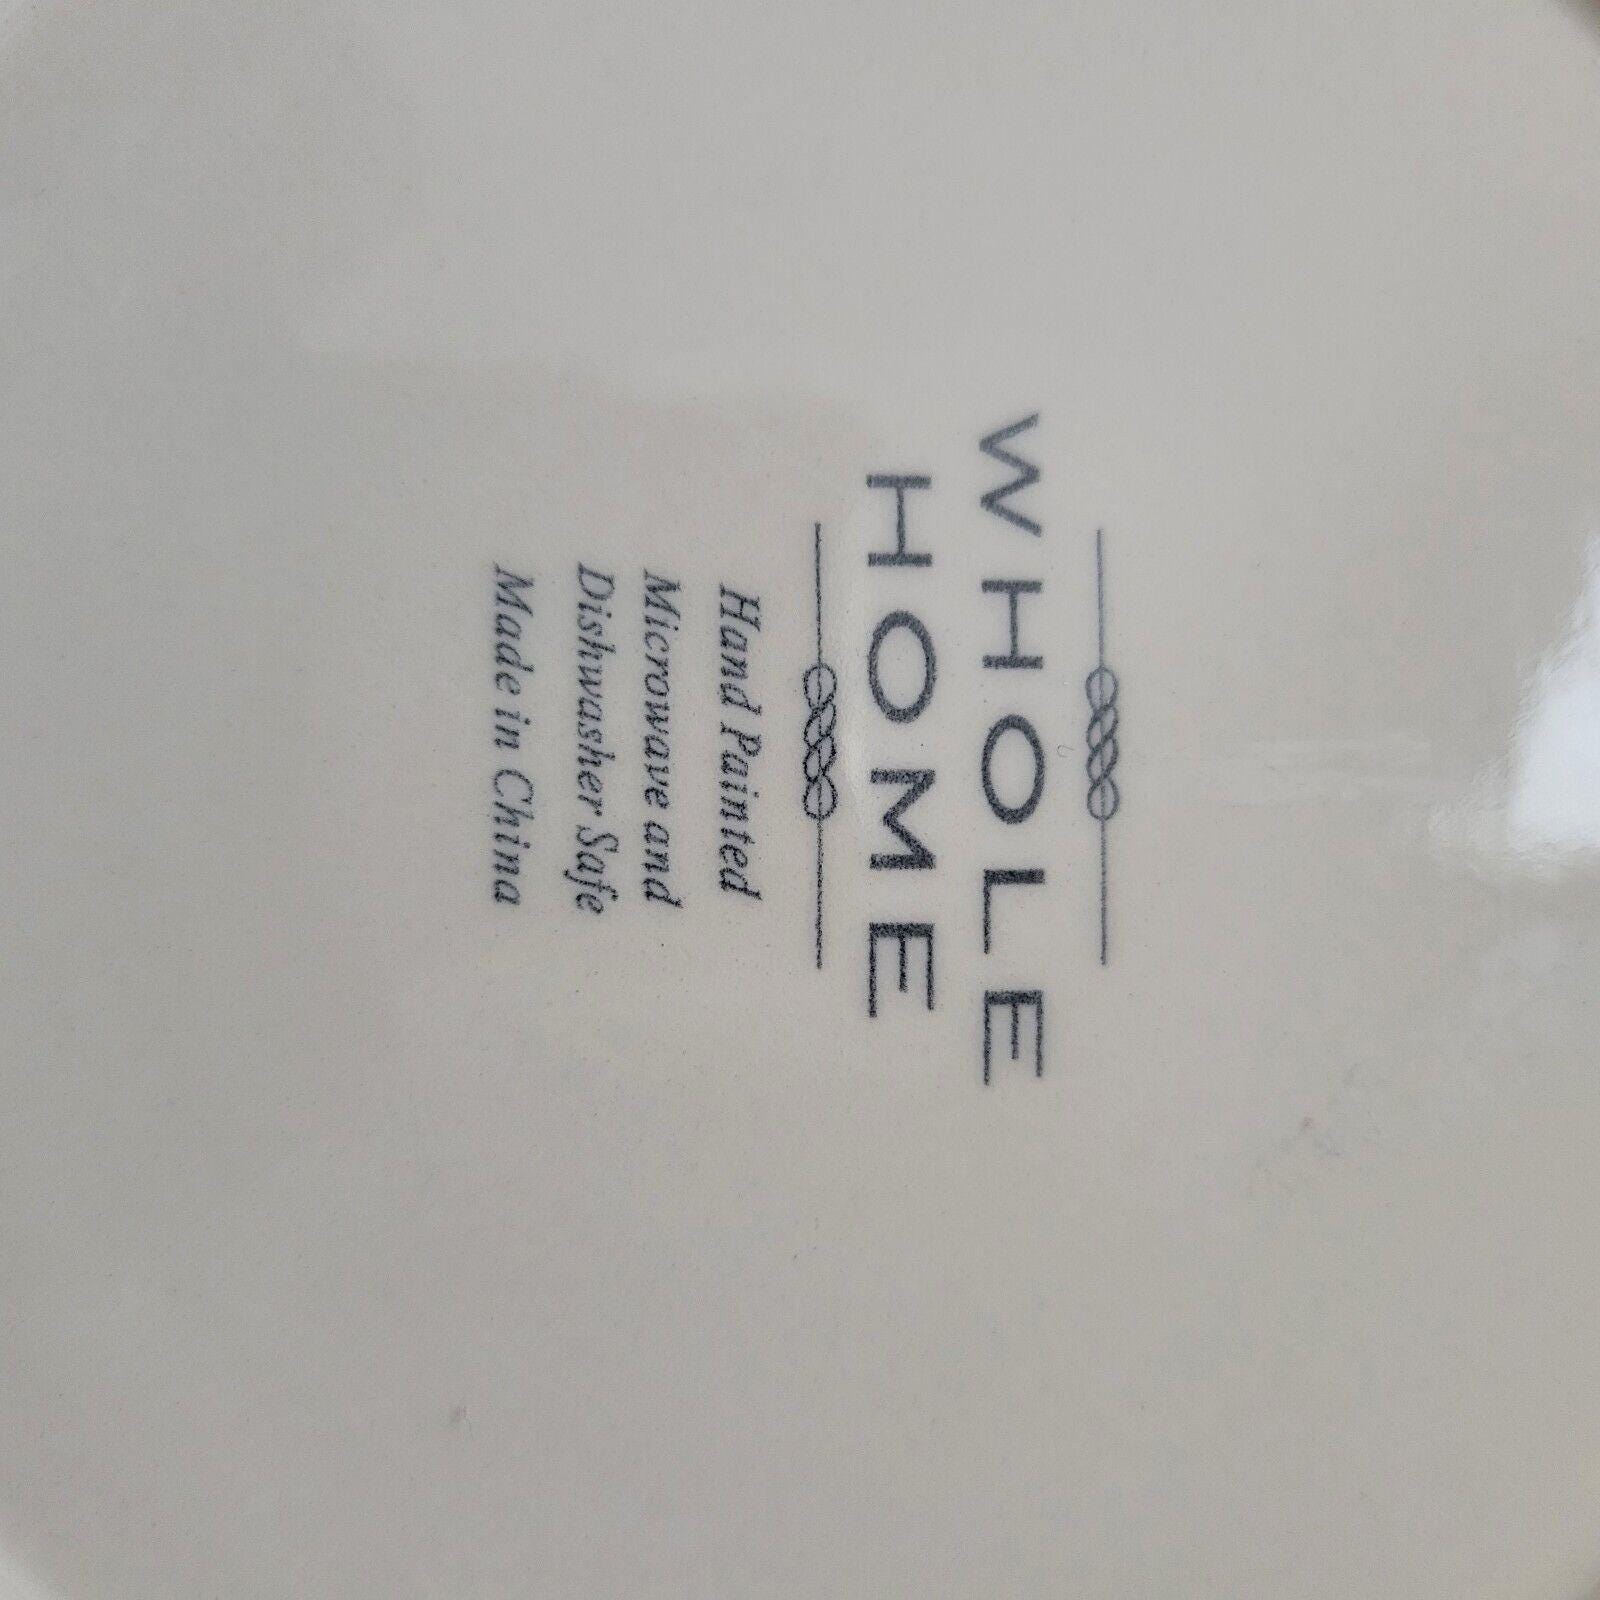 WHOLE
HOME
Hand Painted
Microwave and
Dishwasher Safe
Made in China